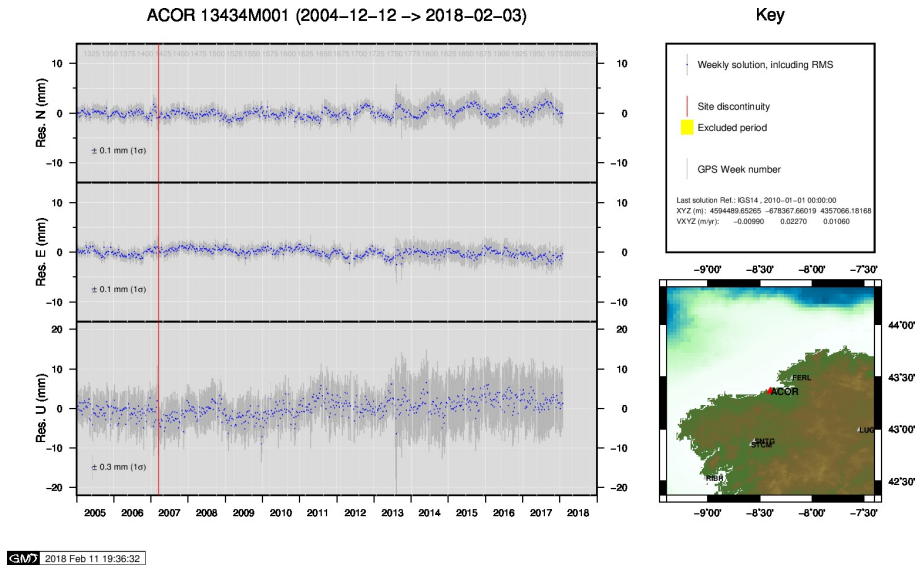 ACOR 13434M001 (2004−12−12 −> 2018−02−03)
Key
10
0
−10
Res. N (mm)
± 0.1 mm (1σ)
10
0
−10
10
0
−10
Res. E (mm)
± 0.1 mm (1σ)
10
0
−10
20
10
0
−10
−20
Res. U (mm)
± 0.3 mm (1σ)
20
10
0
−10
−20
2005 2006 2007 2008 2009 2010 2011 2012 2013 2014 2015 2016 2017 2018
Weekly solution, inlcuding RMS
Site discontinuity
Excluded period
GPS Week number
Last solution Ref.: IGS14 , 2010−01−01 00:00:00
XYZ (m): 4594489.65265 −678367.66019 4357066.18168
VXYZ (m/yr): −0.00990 0.02270 0.01060
−9˚00' −8˚30' −8˚00' −7˚30'
44˚00'
43˚30'
43˚00'
42˚30'
FERL
ACOR
LUG
SNTG
STCM
RIBR
−9˚00' −8˚30' −8˚00' −7˚30'
GMT 2018 Feb 11 19:36:32